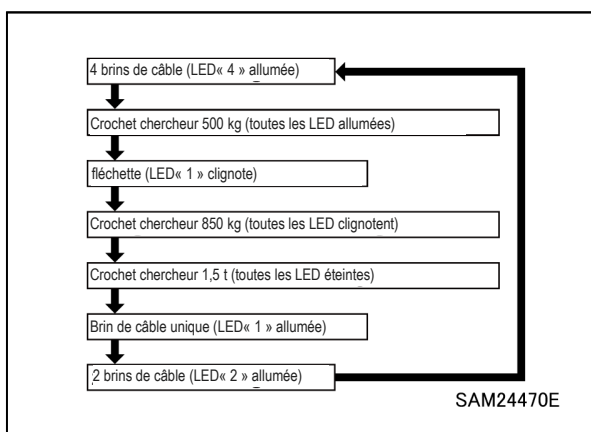 4 brins de câble (LED« 4 » allumée)
Crochet chercheur 500 kg (toutes les LED allumées)
fléchette (LED« 1 » clignote)
Crochet chercheur 850 kg (toutes les LED clignotent)
Crochet chercheur 1,5 t (toutes les LED éteintes)
Brin de câble unique (LED« 1 » allumée)
2 brins de câble (LED« 2 » allumée)
SAM24470E